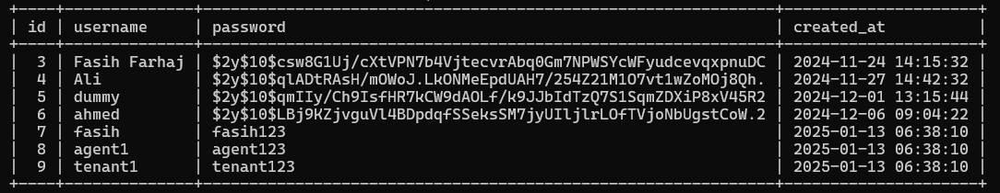 | id | username | password | created_at |
| 3 | Fasih Farhaj | $2y$10$csw8G1Uj/cXtVPN7b4VjtecvrAbq0Gm7NPWSYcWFyudcevqxpnuDC | 2024-11-24 14:15:32 |
| 4 | Ali | $2y$10$qlADtRAsH/mOWoJ.LkONMeEpdUAH7/254Z21M1O7vt1wZoMOj8Qh. | 2024-11-27 14:42:32 |
| 5 | dummy | $2y$10$qmIIy/Ch9IsfHR7kCW9dAOLf/k9JJbIdTzQ7S1SqmZDXiP8xV45R2 | 2024-12-01 13:15:44 |
| 6 | ahmed | $2y$10$LBj9KZjvguVl4BDpdqfSSeksSM7jyUIljlrLOfTVjoNbUgstCoW.2 | 2024-12-06 09:04:22 |
| 7 | fasih | fasih123 | 2025-01-13 06:38:10 |
| 8 | agent1 | agent123 | 2025-01-13 06:38:10 |
| 9 | tenant1 | tenant123 | 2025-01-13 06:38:10 |